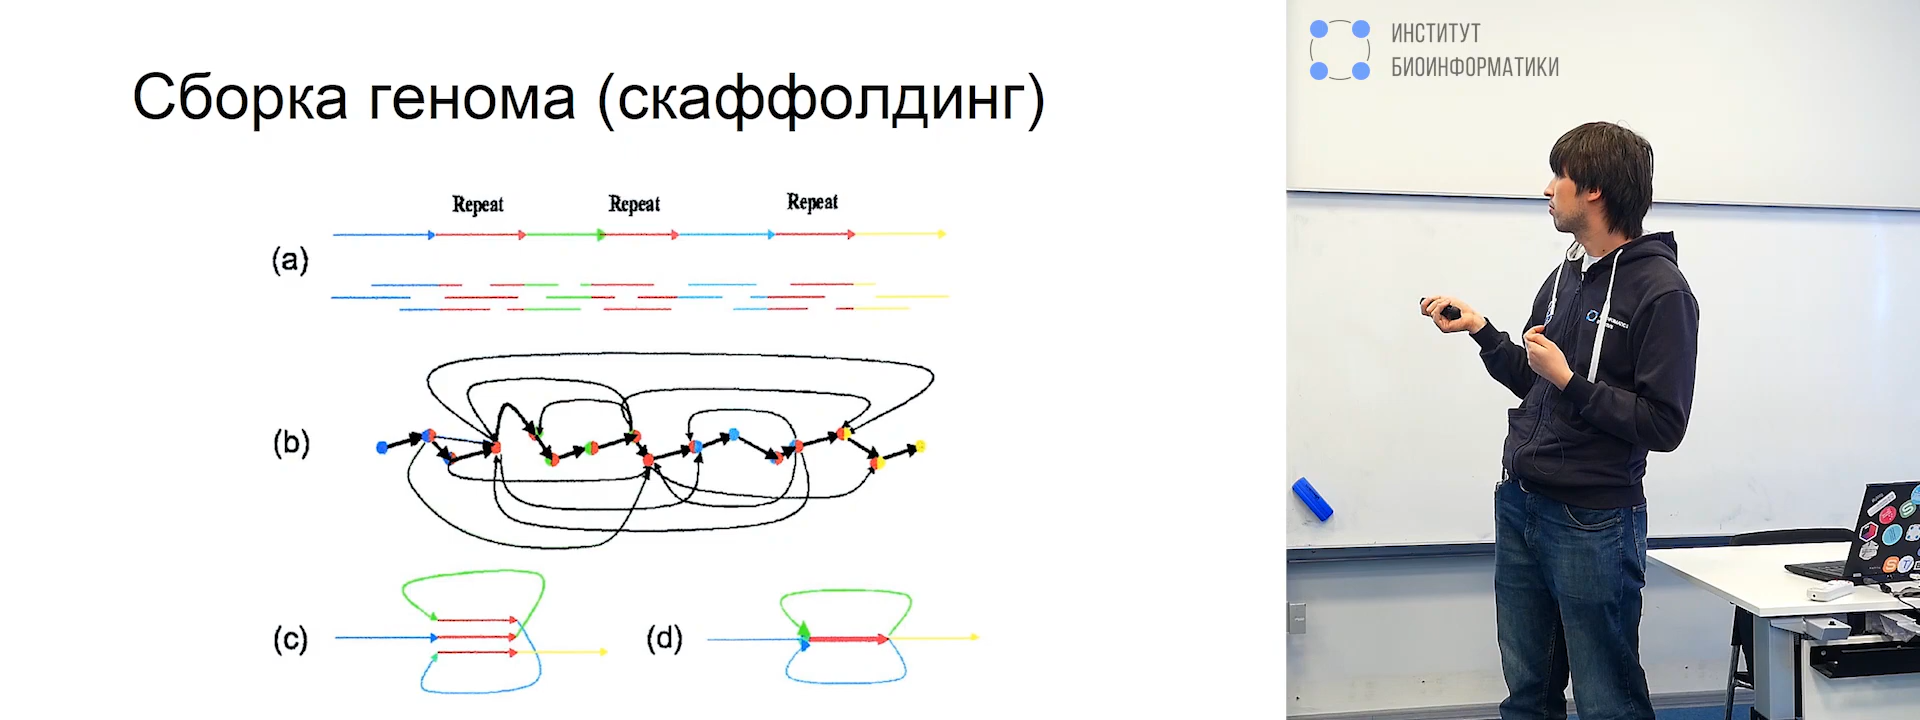 Сборка генома (скаффолдинг)
Repeat Repeat Repeat
(a)
(b)
(c) (d)
ИНСТИТУТ
БИОИНФОРМАТИКИ